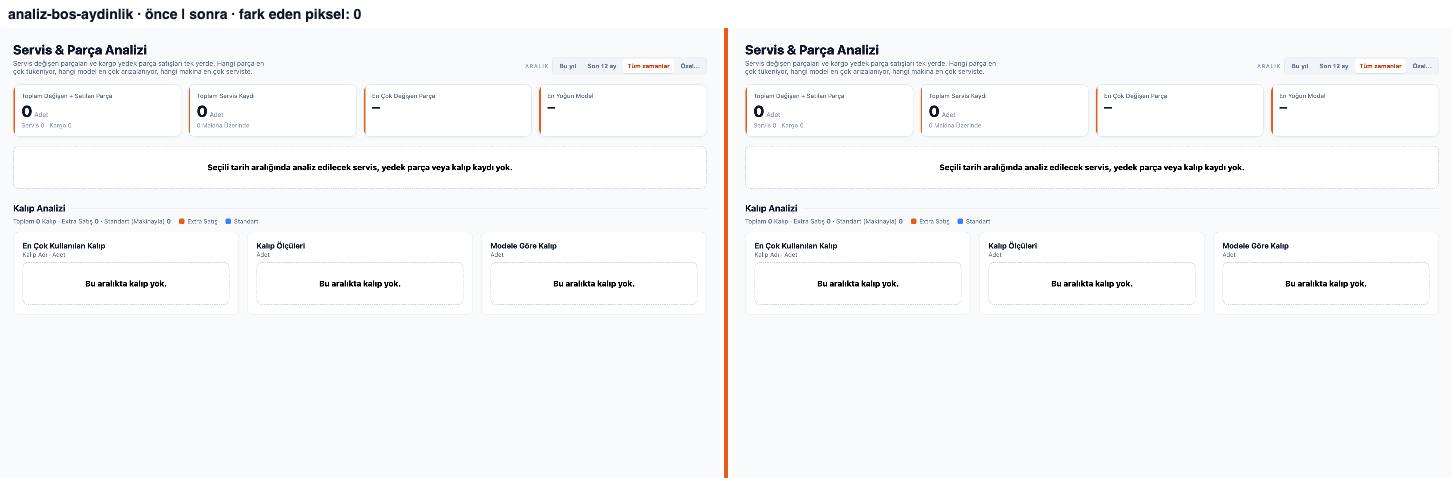 analiz-bos-aydinlik · önce | sonra · fark eden piksel: 0
Servis & Parça Analizi
Servis değişen parçaları ve kargo yedek parça satışları tek yerde. Hangi parça en
çok tükeniyor, hangi model en çok arızalanıyor, hangi makina en çok serviste.
ARALIK Bu yıl Son 12 ay Tüm zamanlar Özel...
Toplam Değişen + Satılan Parça
0 Adet
Servis 0 · Kargo 0
Toplam Servis Kaydı
0 Adet
0 Makina Üzerinde
En Çok Değişen Parça
—
En Yoğun Model
—
Seçili tarih aralığında analiz edilecek servis, yedek parça veya kalıp kaydı yok.
Kalıp Analizi
Toplam 0 Kalıp · Extra Satış 0 · Standart (Makinayla) 0 Extra Satış Standart
En Çok Kullanılan Kalıp
Kalıp Adı · Adet
Bu aralıkta kalıp yok.
Kalıp Ölçüleri
Adet
Bu aralıkta kalıp yok.
Modele Göre Kalıp
Adet
Bu aralıkta kalıp yok.
Servis & Parça Analizi
Servis değişen parçaları ve kargo yedek parça satışları tek yerde. Hangi parça en
çok tükeniyor, hangi model en çok arızalanıyor, hangi makina en çok serviste.
ARALIK Bu yıl Son 12 ay Tüm zamanlar Özel...
Toplam Değişen + Satılan Parça
0 Adet
Servis 0 · Kargo 0
Toplam Servis Kaydı
0 Adet
0 Makina Üzerinde
En Çok Değişen Parça
—
En Yoğun Model
—
Seçili tarih aralığında analiz edilecek servis, yedek parça veya kalıp kaydı yok.
Kalıp Analizi
Toplam 0 Kalıp · Extra Satış 0 · Standart (Makinayla) 0 Extra Satış Standart
En Çok Kullanılan Kalıp
Kalıp Adı · Adet
Bu aralıkta kalıp yok.
Kalıp Ölçüleri
Adet
Bu aralıkta kalıp yok.
Modele Göre Kalıp
Adet
Bu aralıkta kalıp yok.